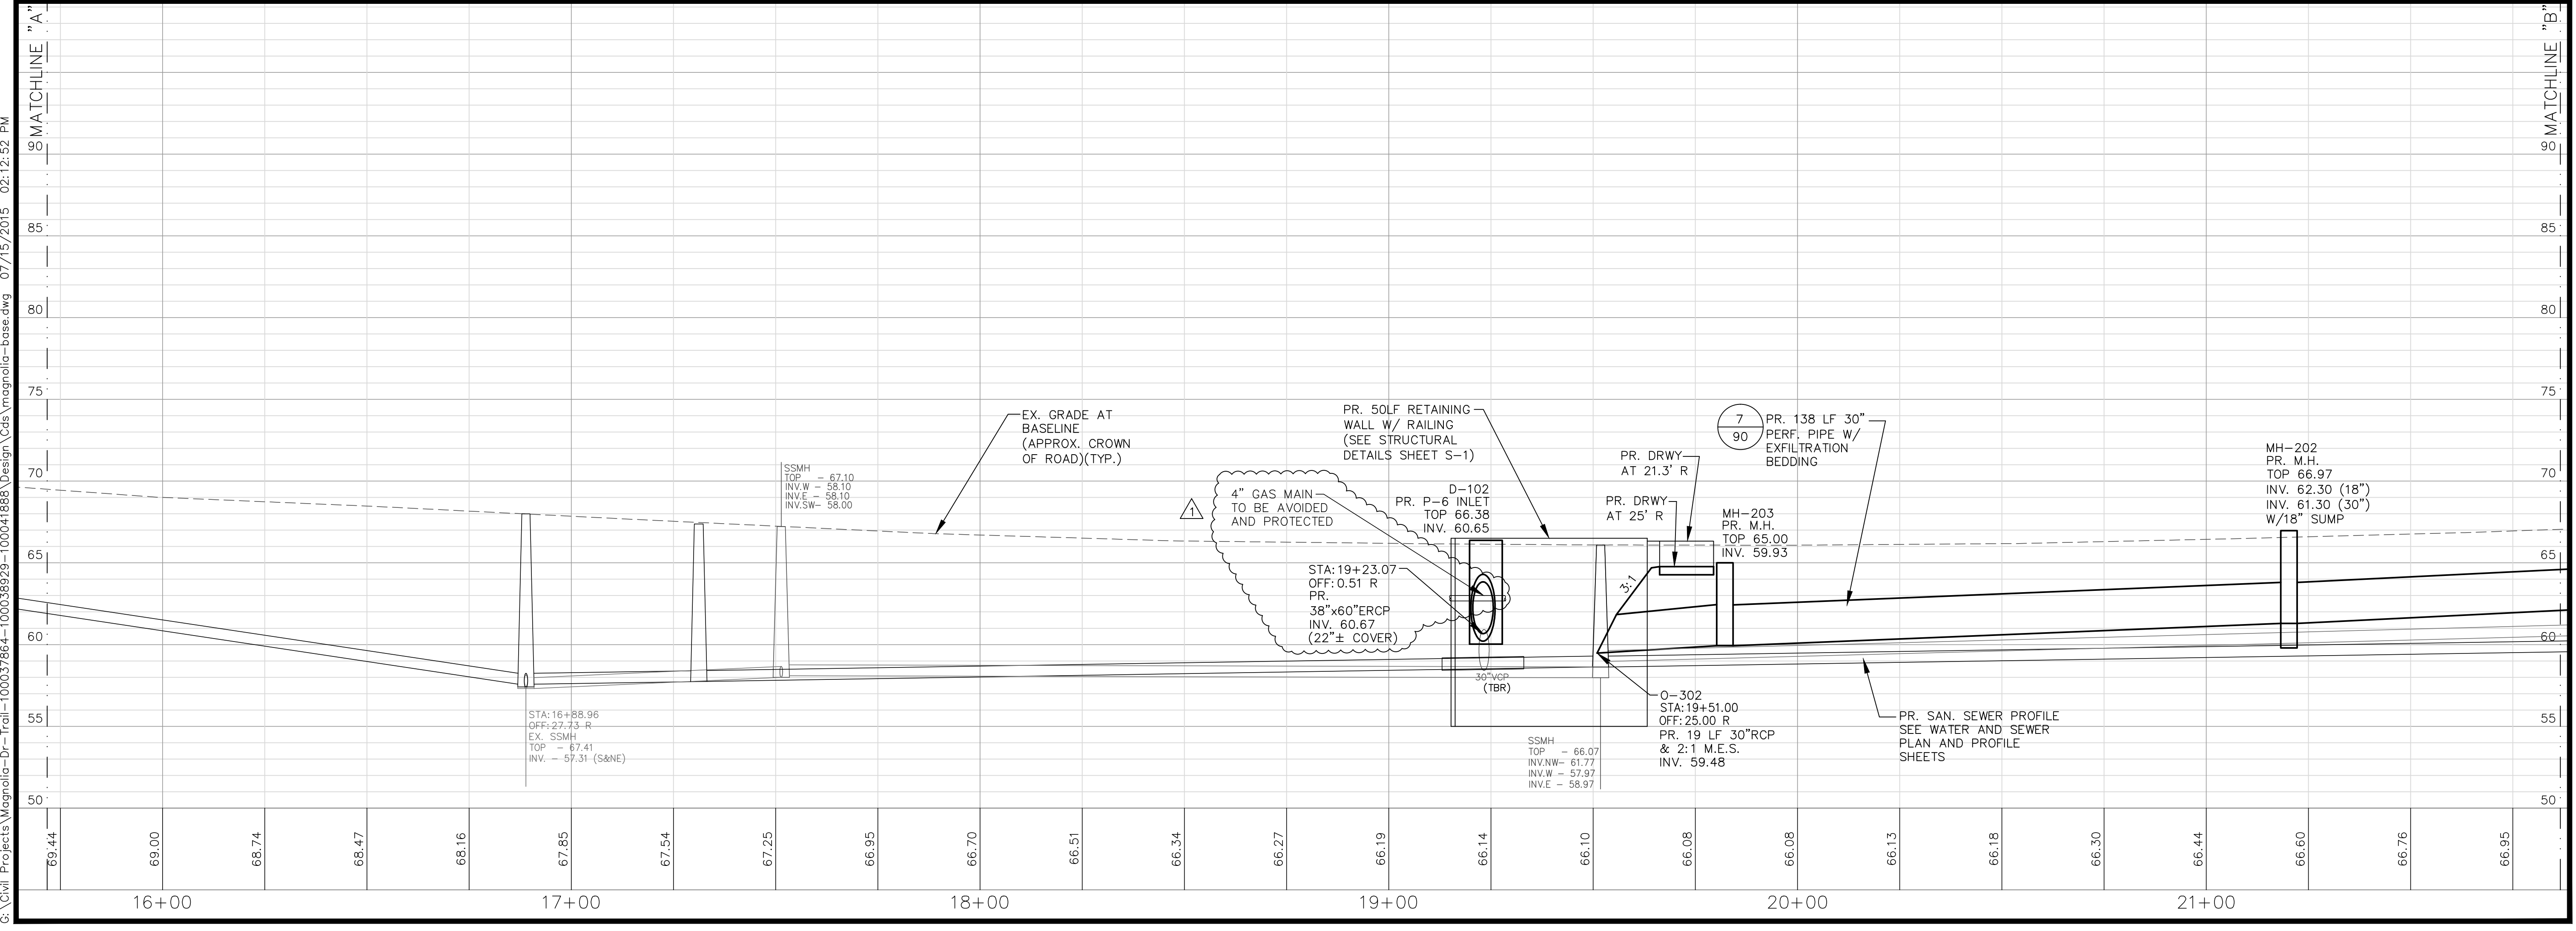 G:\Civil Projects\Magnolia-Dr-Trail-100037864-100038929-100041888\Design\Cds\magnolia-base.dwg 07/15/2015 02:12:52 PM
MATCHLINE "A"
MATCHLINE "B"
90
85
80
75
70
65
60
55
50
90
85
80
75
70
65
60
55
50
STA:16+88.96
OFF:27.73 R
EX. SSMH
TOP - 67.41
INV. - 57.31 (S&NE)
SSMH
TOP - 67.10
INV.W - 58.10
INV.E - 58.10
INV.SW- 58.00
EX. GRADE AT
BASELINE
(APPROX. CROWN
OF ROAD)(TYP.)
1
4" GAS MAIN
TO BE AVOIDED
AND PROTECTED
PR. 50LF RETAINING
WALL W/ RAILING
(SEE STRUCTURAL
DETAILS SHEET S-1)
D-102
PR. P-6 INLET
TOP 66.38
INV. 60.65
STA:19+23.07
OFF:0.51 R
PR.
38"x60"ERCP
INV. 60.67
(22"± COVER)
30"VCP
(TBR)
SSMH
TOP - 66.07
INV.NW- 61.77
INV.W - 57.97
INV.E - 58.97
3:1
PR. DRWY
AT 21.3' R
PR. DRWY
AT 25' R
MH-203
PR. M.H.
TOP 65.00
INV. 59.93
7
90
PR. 138 LF 30"
PERF. PIPE W/
EXFILTRATION
BEDDING
O-302
STA:19+51.00
OFF:25.00 R
PR. 19 LF 30"RCP
& 2:1 M.E.S.
INV. 59.48
PR. SAN. SEWER PROFILE
SEE WATER AND SEWER
PLAN AND PROFILE
SHEETS
MH-202
PR. M.H.
TOP 66.97
INV. 62.30 (18")
INV. 61.30 (30")
W/18" SUMP
69.44
69.00
68.74
68.47
68.16
67.85
67.54
67.25
66.95
66.70
66.51
66.34
66.27
66.19
66.14
66.10
66.08
66.08
66.13
66.18
66.30
66.44
66.60
66.76
66.95
16+00
17+00
18+00
19+00
20+00
21+00